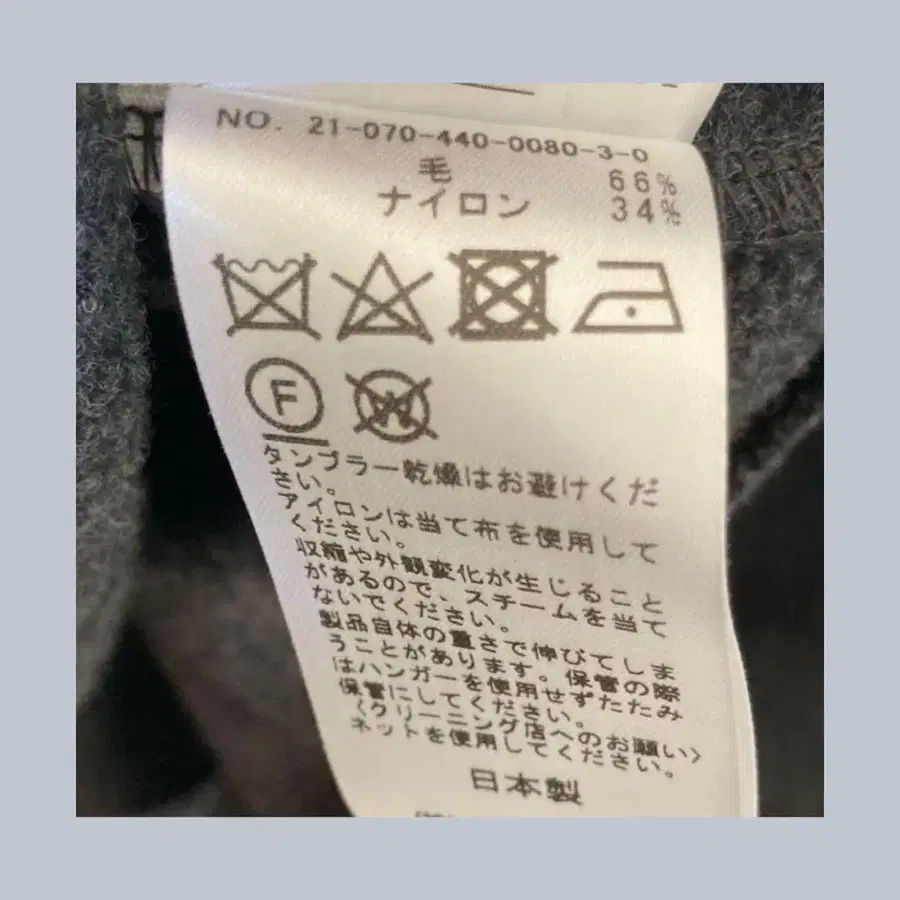 NO. 21-070-440-0080-3-0
毛 66%
ナイロン 34%
F
W
タンブラー乾燥はお避けくだ
さい。
アイロンは当て布を使用して
ください。
収縮や外観変化が生じること
があるので、スチームを当て
ないでください。
製品自体の重さで伸びてしま
うことがあります。保管の際
はハンガーを使用せずたたみ
保管にしてください。
〈クリーニング店へのお願い〉
ネットを使用してください。
日本製